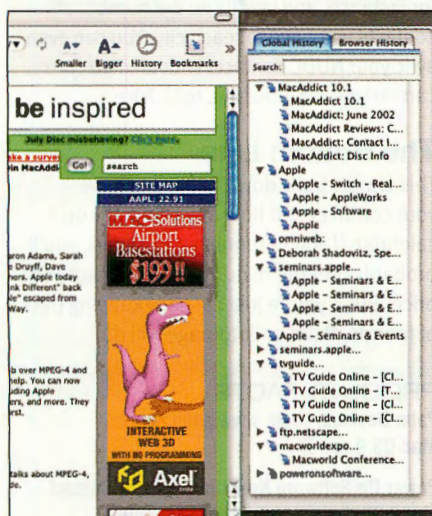 Smaller Bigger History Bookmarks »
be inspired
July Disc misbehaving? Click here.
ake a survey
in MacAddi
Go! search
SITE MAP
AAPL: 22.91
MACSolutions
Airport
Basestations
$199!!
aron Adams, Sarah
e Druyff, Dave
hors. Apple today
nk Different" back
le" escaped from
Way.
INTERACTIVE
WEB 3D
WITH NO PROGRAMMING
Axel
b over MPEG-4 and
help. You can now
uding Apple
ers, and more. They
irst.
talks about MPEG-4,
de.
Global History Browser History
Search:
MacAddict 10.1
MacAddict 10.1
MacAddict: June 2002
MacAddict Reviews: C...
MacAddict: Contact I...
MacAddict: Disc Info
Apple
Apple - Switch - Real...
Apple - AppleWorks
Apple - Software
Apple
omniweb:
Deborah Shadovitz, Spe...
seminars.apple...
Apple - Seminars & E...
Apple - Seminars & E...
Apple - Seminars & E...
Apple - Seminars & E...
Apple - Seminars & Events
seminars.apple...
tvguide...
TV Guide Online - [Cl...
TV Guide Online - [T...
TV Guide Online - [Cl...
TV Guide Online - [Cl...
ftp.netscape...
macworldexpo...
Macworld Conference...
poweronsoftware...